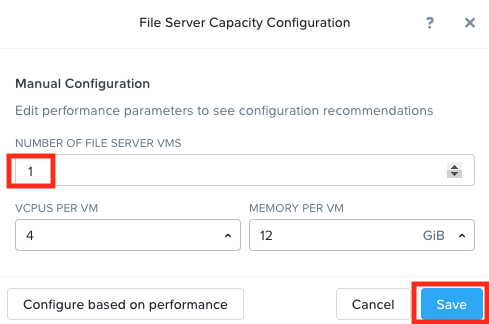 File Server Capacity Configuration ? ×
Manual Configuration
Edit performance parameters to see configuration recommendations
NUMBER OF FILE SERVER VMS
1
VCPUS PER VM MEMORY PER VM
4 12 GiB
Configure based on performance Cancel Save